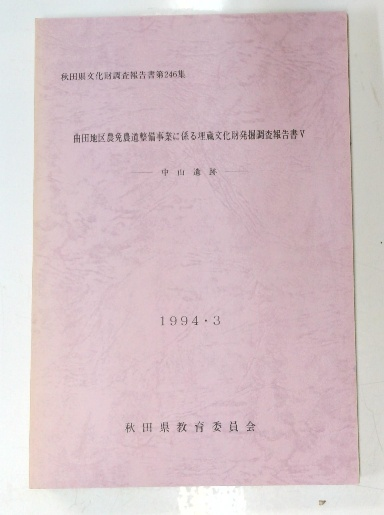 秋田県文化財調査報告書第246集
曲田地区農免農道整備事業に係る埋蔵文化財発掘調査報告書Ⅴ
―― 中山遺跡 ――
1994・3
秋田県教育委員会